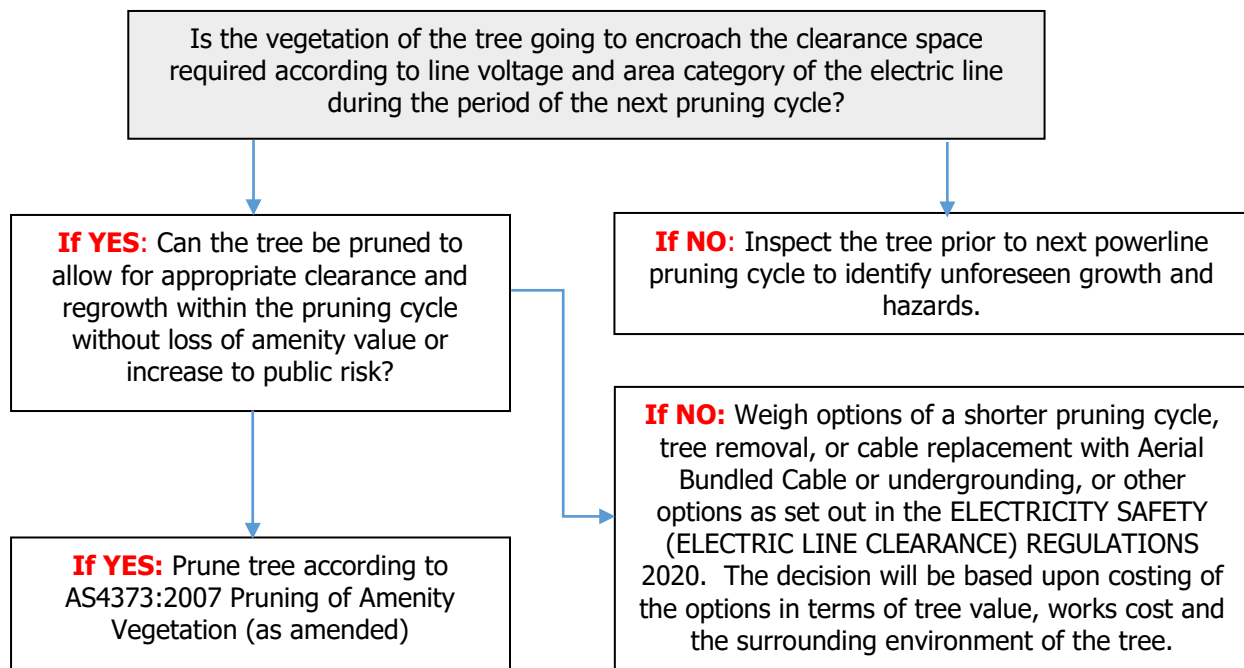 Is the vegetation of the tree going to encroach the clearance space
required according to line voltage and area category of the electric line
during the period of the next pruning cycle?
If YES: Can the tree be pruned to
allow for appropriate clearance and
regrowth within the pruning cycle
without loss of amenity value or
increase to public risk?
If NO: Inspect the tree prior to next powerline
pruning cycle to identify unforeseen growth and
hazards.
If YES: Prune tree according to
AS4373:2007 Pruning of Amenity
Vegetation (as amended)
If NO: Weigh options of a shorter pruning cycle,
tree removal, or cable replacement with Aerial
Bundled Cable or undergrounding, or other
options as set out in the ELECTRICITY SAFETY
(ELECTRIC LINE CLEARANCE) REGULATIONS
2020.  The decision will be based upon costing of
the options in terms of tree value, works cost and
the surrounding environment of the tree.